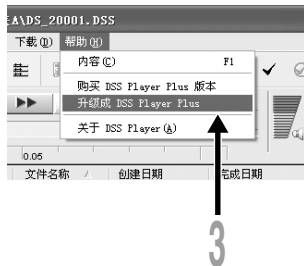 A\DS_20001.DSS
下载(D) 帮助(H)
内容(C) F1
购买 DSS Player Plus 版本
升级成 DSS Player Plus
关于 DSS Player(A)
0.05
文件名称 创建日期 完成日期
3